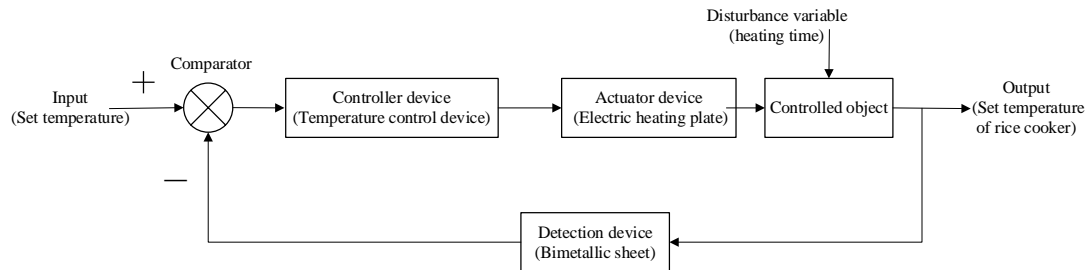 Disturbance variable
(heating time)
Comparator
+
Input
(Set temperature)
Controller device
(Temperature control device)
Actuator device
(Electric heating plate)
Controlled object
Output
(Set temperature
of rice cooker)
—
Detection device
(Bimetallic sheet)